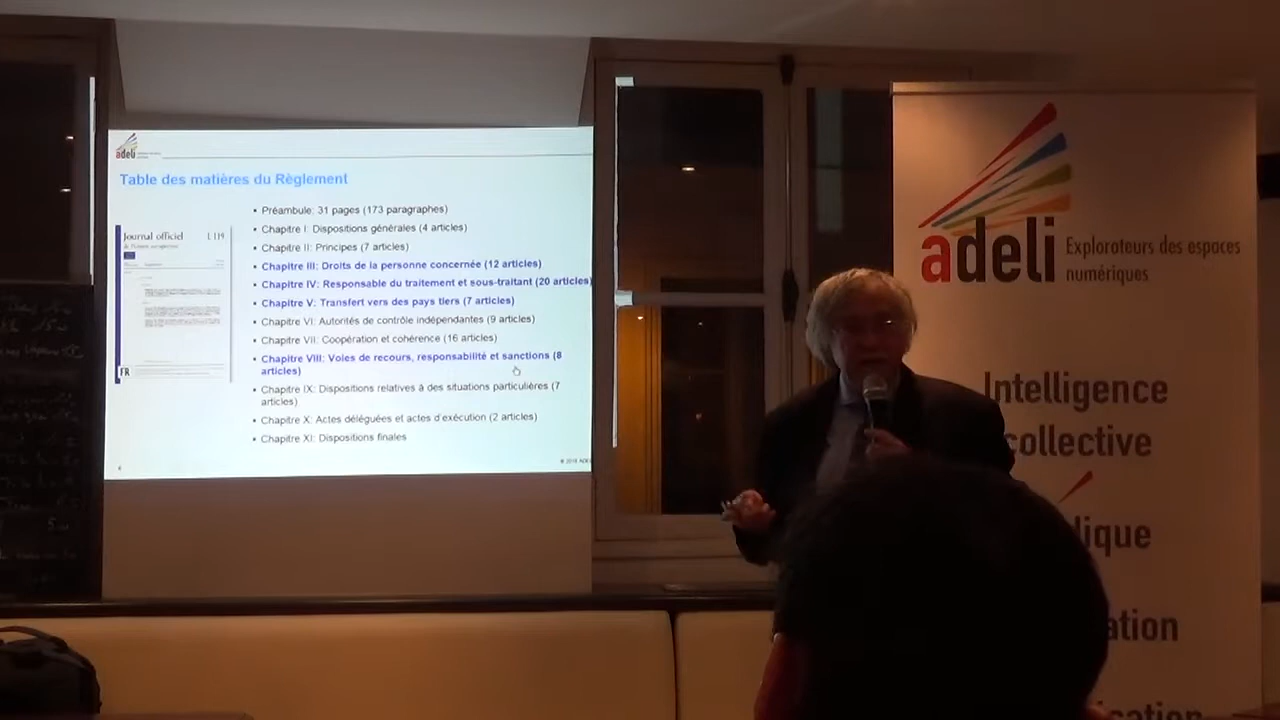 adeli
Table des matières du Règlement
Journal officiel L 119
FR
• Préambule: 31 pages (173 paragraphes)
• Chapitre I: Dispositions générales (4 articles)
• Chapitre II: Principes (7 articles)
• Chapitre III: Droits de la personne concernée (12 articles)
• Chapitre IV: Responsable du traitement et sous-traitant (20 articles)
• Chapitre V: Transfert vers des pays tiers (7 articles)
• Chapitre VI: Autorités de contrôle indépendantes (9 articles)
• Chapitre VII: Coopération et cohérence (16 articles)
• Chapitre VIII: Voies de recours, responsabilité et sanctions (8
articles)
• Chapitre IX: Dispositions relatives à des situations particulières (7
articles)
• Chapitre X: Actes déléguées et actes d'exécution (2 articles)
• Chapitre XI: Dispositions finales
adeli
Explorateurs des espaces
numériques
Intelligence
collective
dique
ation